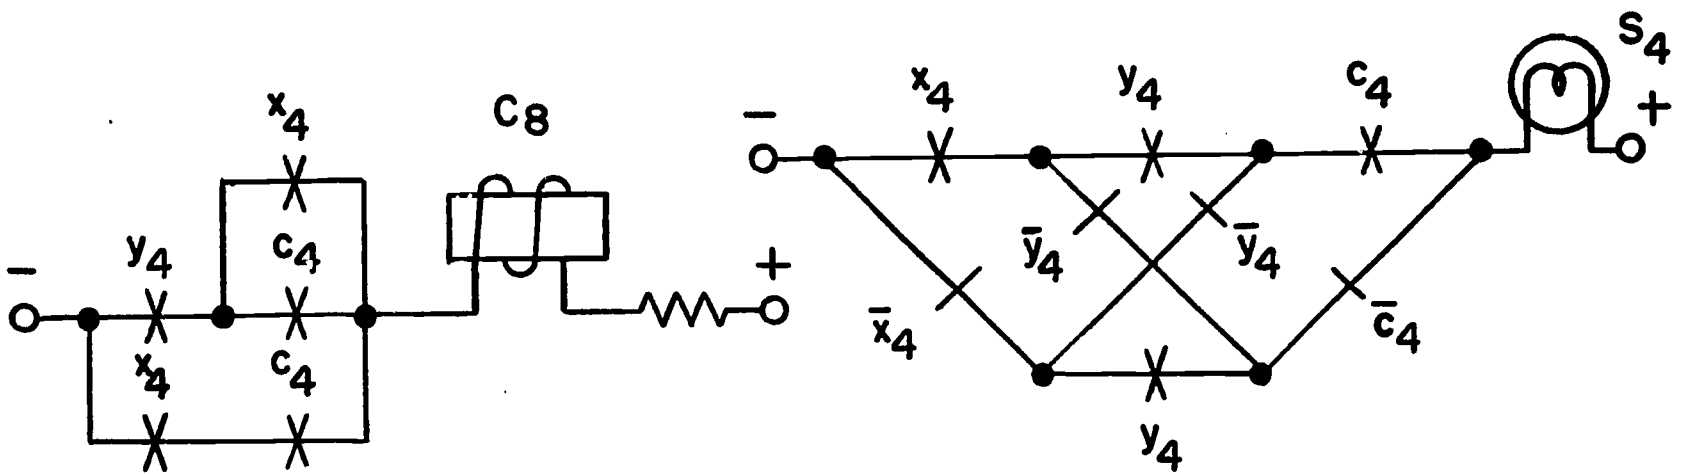 x₄
C₈
y₄
c₄
−
+
x₄
c₄
S₄
x₄
y₄
c₄
−
+
ȳ₄
ȳ₄
x̄₄
c̄₄
y₄